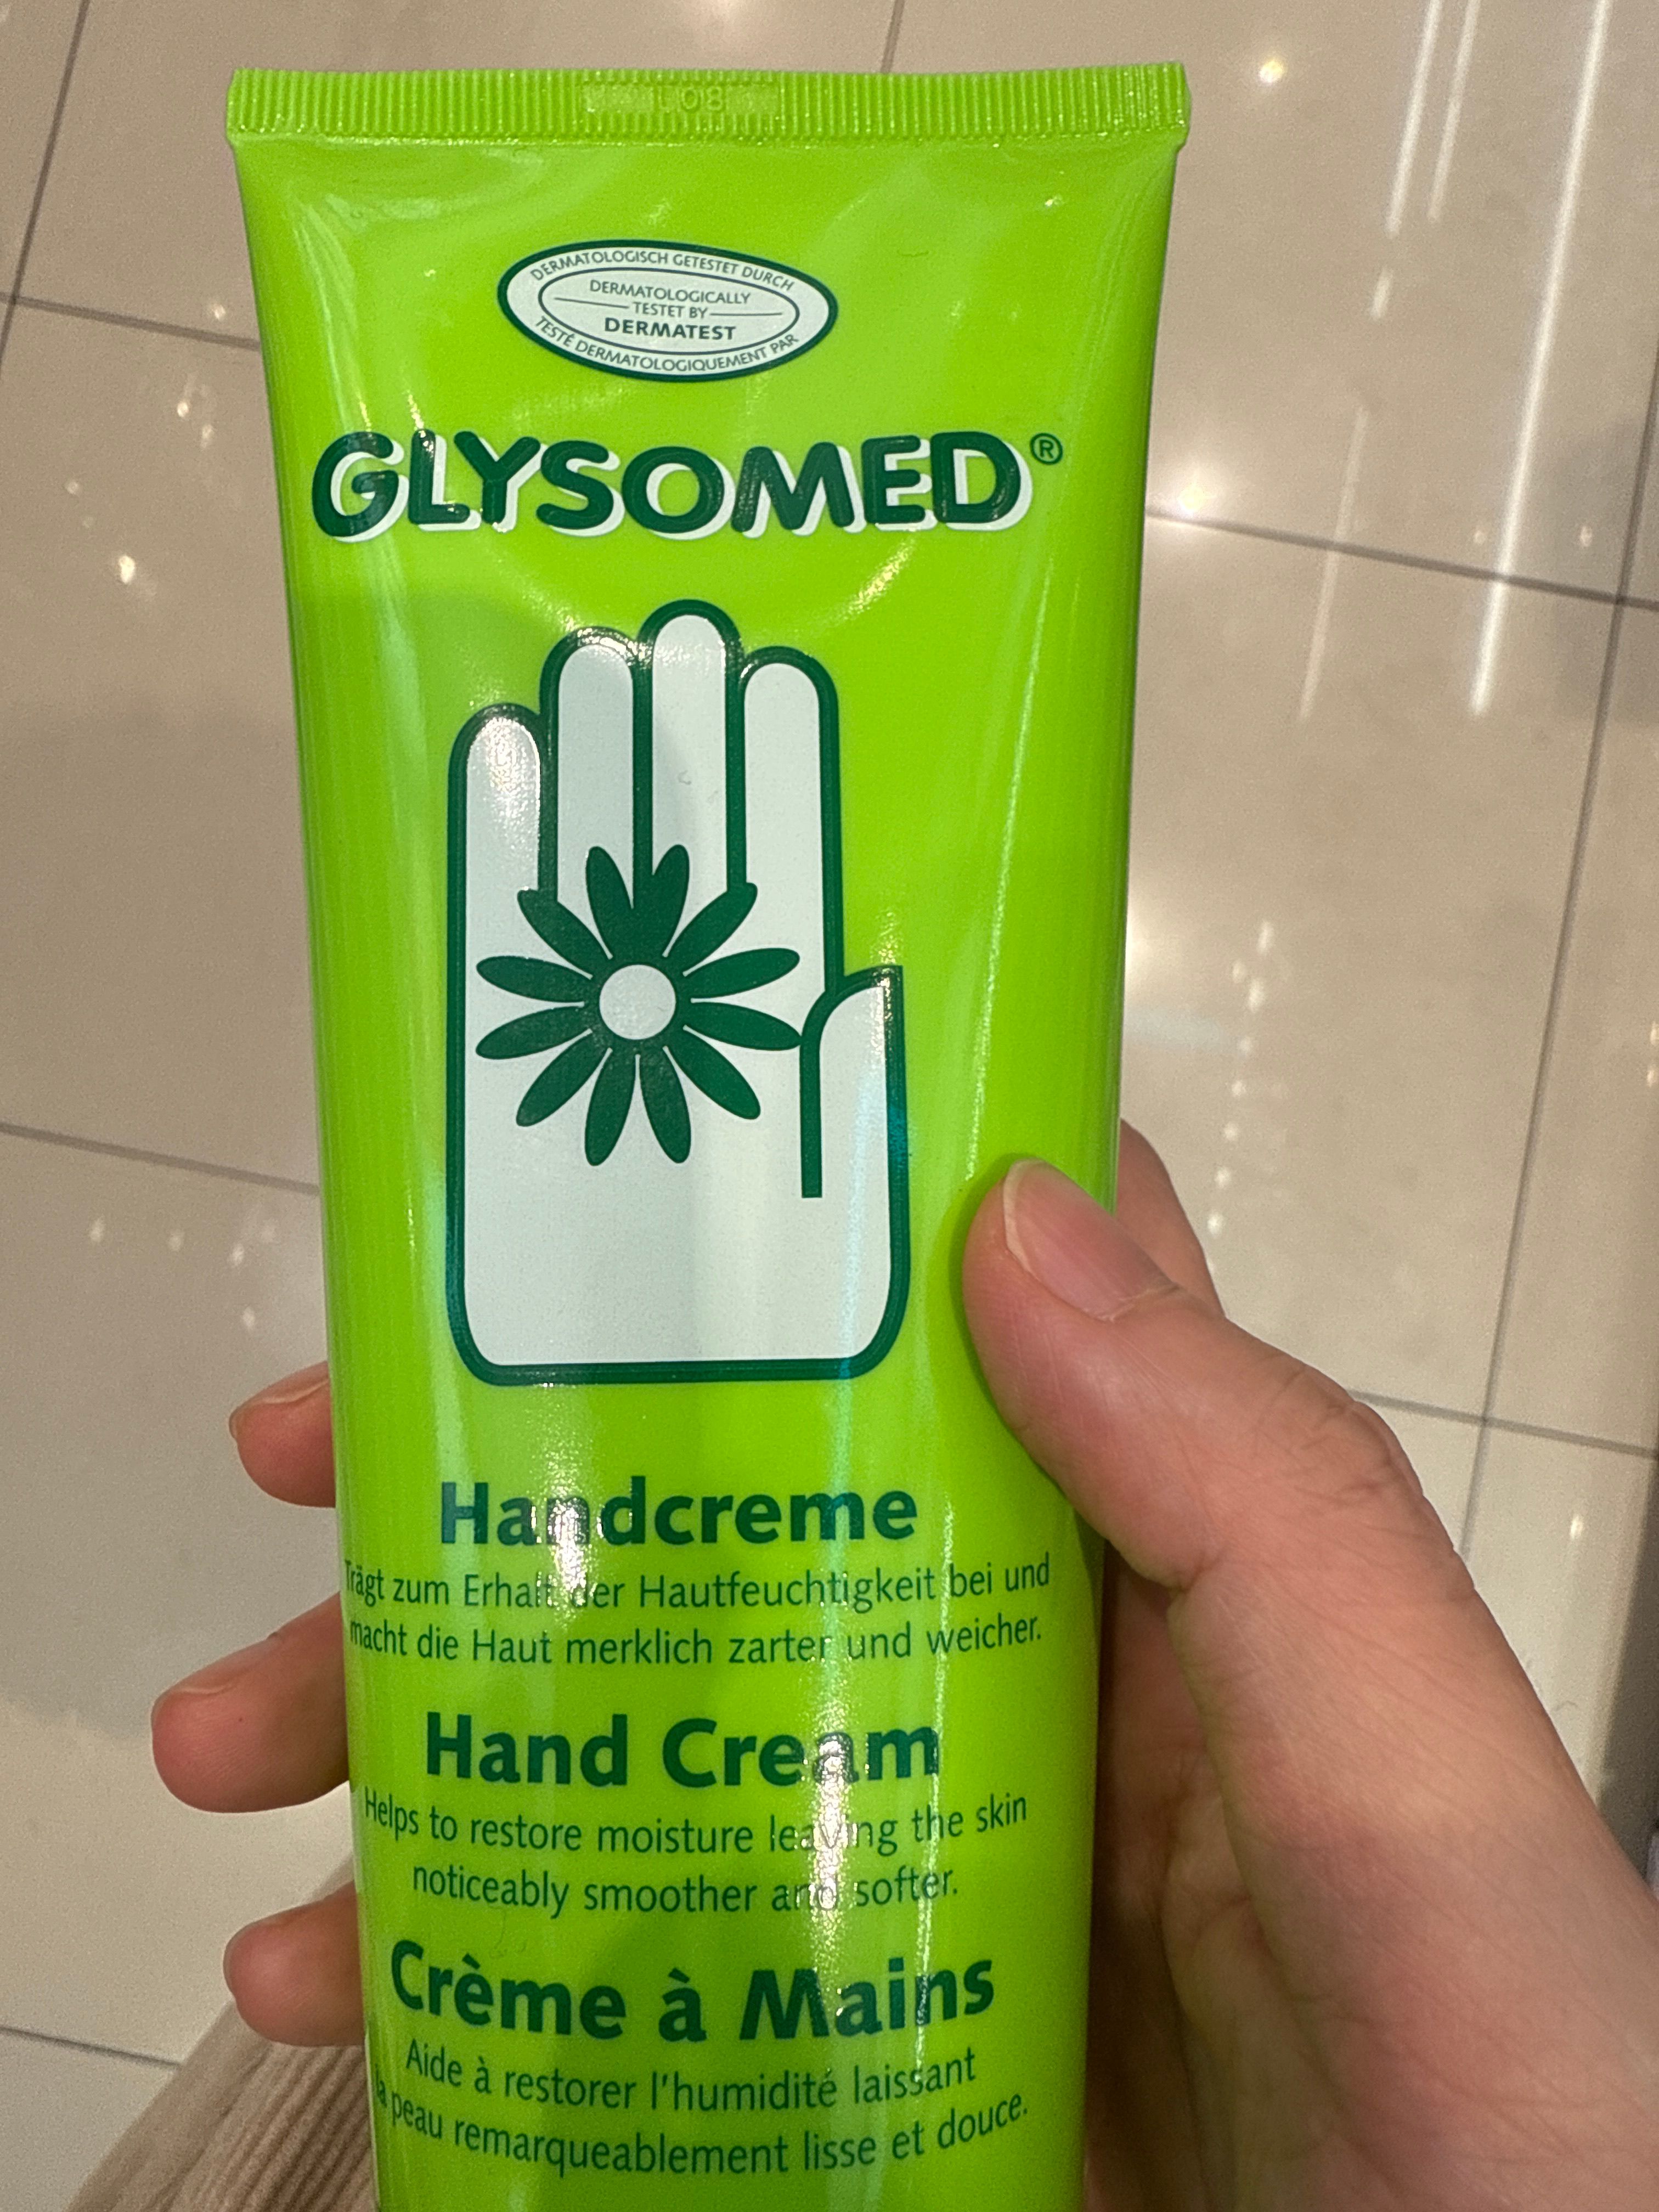 DERMATOLOGISCH GETESTET DURCH
DERMATOLOGICALLY
TESTET BY
DERMATEST
TESTÉ DERMATOLOGIQUEMENT PAR
GLYSOMED®
Handcreme
Trägt zum Erhalt der Hautfeuchtigkeit bei und
macht die Haut merklich zarter und weicher.
Hand Cream
Helps to restore moisture leaving the skin
noticeably smoother and softer.
Crème à Mains
Aide à restorer l'humidité laissant
la peau remarqueablement lisse et douce.